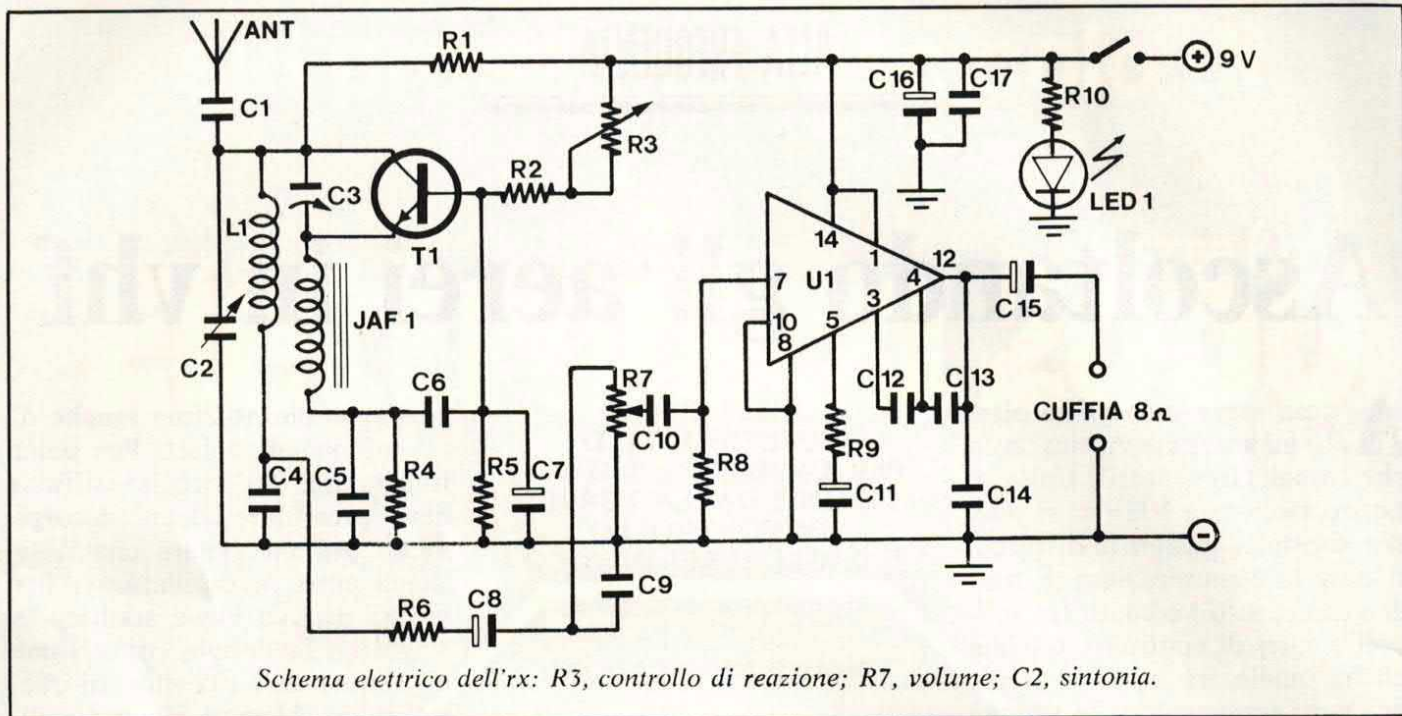 ANT
R1
C1
C16
C17
9 V
R10
R3
R2
C3
L1
T1
LED 1
14
1
12
4
7
U1
3
10
5
8
C15
JAF 1
C2
C6
R7
C12
C13
CUFFIA 8Ω
C10
R9
C4
C5
R4
R5
C7
R8
C11
C14
C9
R6
C8
Schema elettrico dell'rx: R3, controllo di reazione; R7, volume; C2, sintonia.